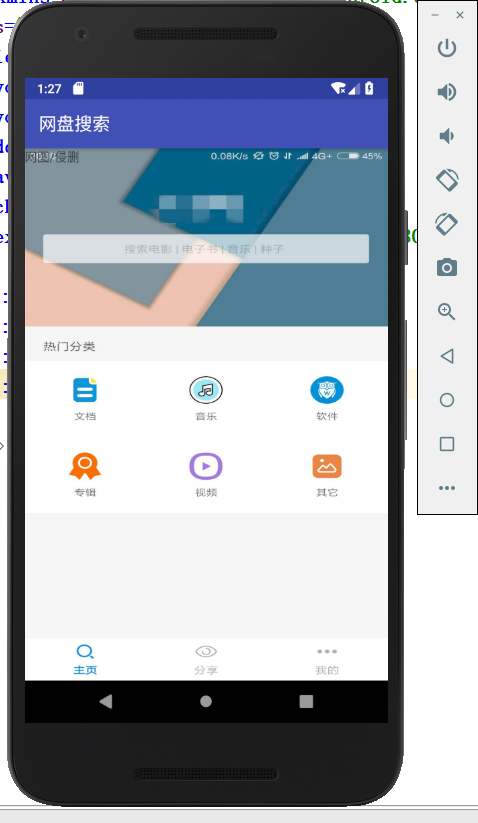 1:27
网盘搜索
网图/侵删
0.08K/s 4G+ 45%
搜索电影 | 电子书 | 音乐 | 种子
热门分类
文档 音乐 软件
专辑 视频 其它
主页 分享 我的